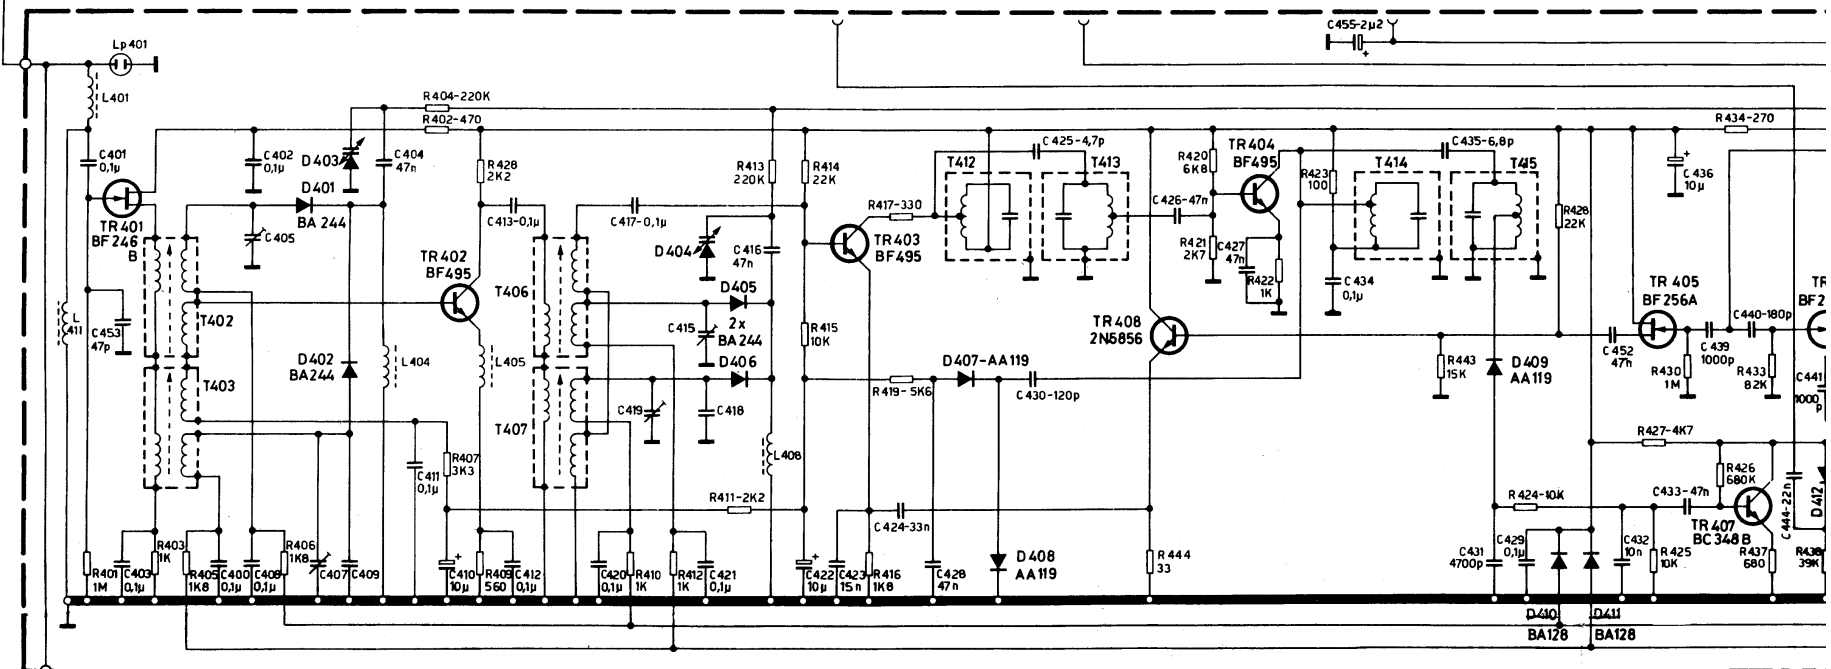 C455-2µ2
+
Lp401
L401
R404-220K
R402-470
R434-270
C401
0,1µ
C402
0,1µ
D403
C404
47n
R428
2K2
R413
220K
R414
22K
C425-4,7p
T412
T413
TR404
BF495
R420
6K8
C435-6,8p
T414
T415
R423
100
+
C436
10µ
D401
BA244
TR401
BF246
B
C405
C413-0,1µ
C417-0,1µ
R417-330
C426-47n
R428
22K
TR402
BF495
D404
C416
47n
TR403
BF495
R421
2K7
C427
47n
R422
1K
C434
0,1µ
T406
D405
2x
BA244
D406
C415
TR405
BF256A
C440-180p
L
411
C453
47p
T402
R415
10K
TR408
2N5856
D402
BA244
L404
L405
D407-AA119
D409
AA119
R443
15K
C452
47n
R430
1M
C439
1000p
R433
82K
C441
1000
p
T403
T407
C419
C418
R419-5K6
C430-120p
R427-4K7
L408
C411
0,1µ
R407
3K3
R411-2K2
C424-33n
R424-10K
C433-47n
R426
680K
TR407
BC348B
C444-22n
D412
R401
1M
C403
0,1µ
R403
1K
R405
1K8
C400
0,1µ
C408
0,1µ
R406
1K8
C407
C409
+
C410
10µ
R409
560
C412
0,1µ
C420
0,1µ
R410
1K
R412
1K
C421
0,1µ
+
C422
10µ
C423
15n
R416
1K8
C428
47n
D408
AA119
R444
33
C431
4700p
C429
0,1µ
C432
10n
R425
10K
R437
680
R438
39K
D410
BA128
D411
BA128